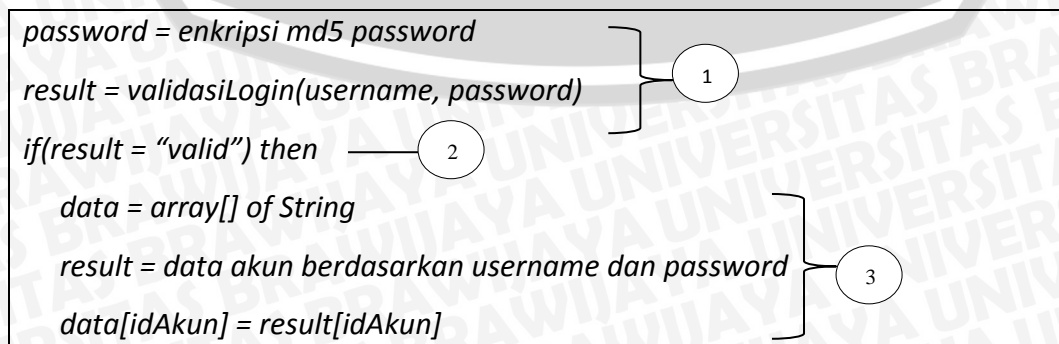 password = enkripsi md5 password
1
result = validasiLogin(username, password)
if(result = “valid”) then
2
data = array[] of String
result = data akun berdasarkan username dan password
3
data[idAkun] = result[idAkun]